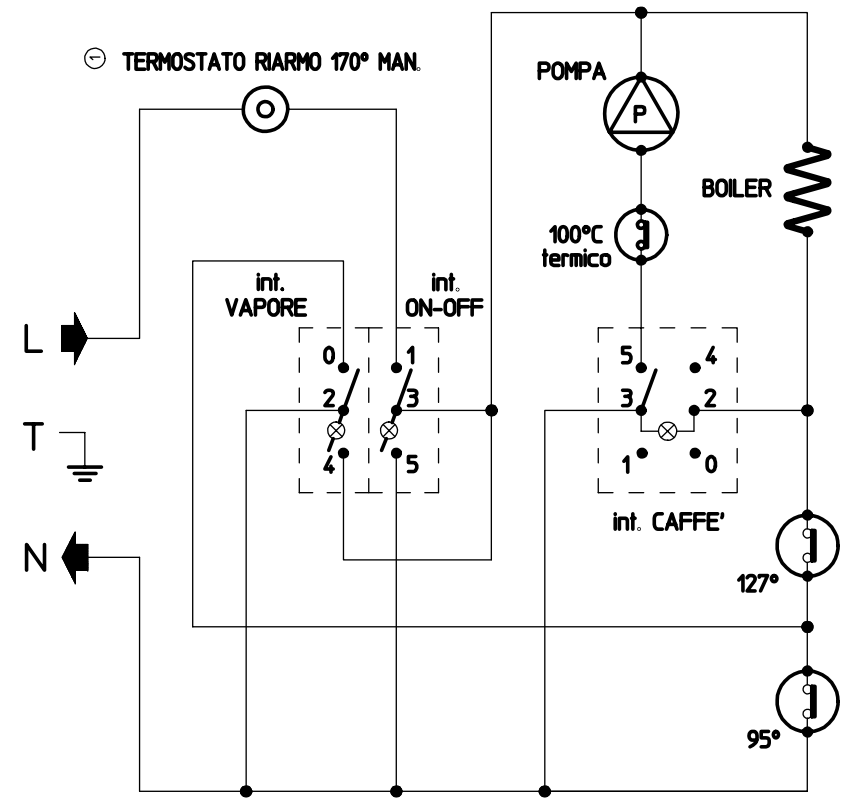 1 TERMOSTATO RIARMO 170° MAN.
POMPA
P
BOILER
100°C
termico
int.
VAPORE
int.
ON-OFF
L
0
1
2
3
4
5
5
4
3
2
1
0
T
int. CAFFE'
N
127°
95°